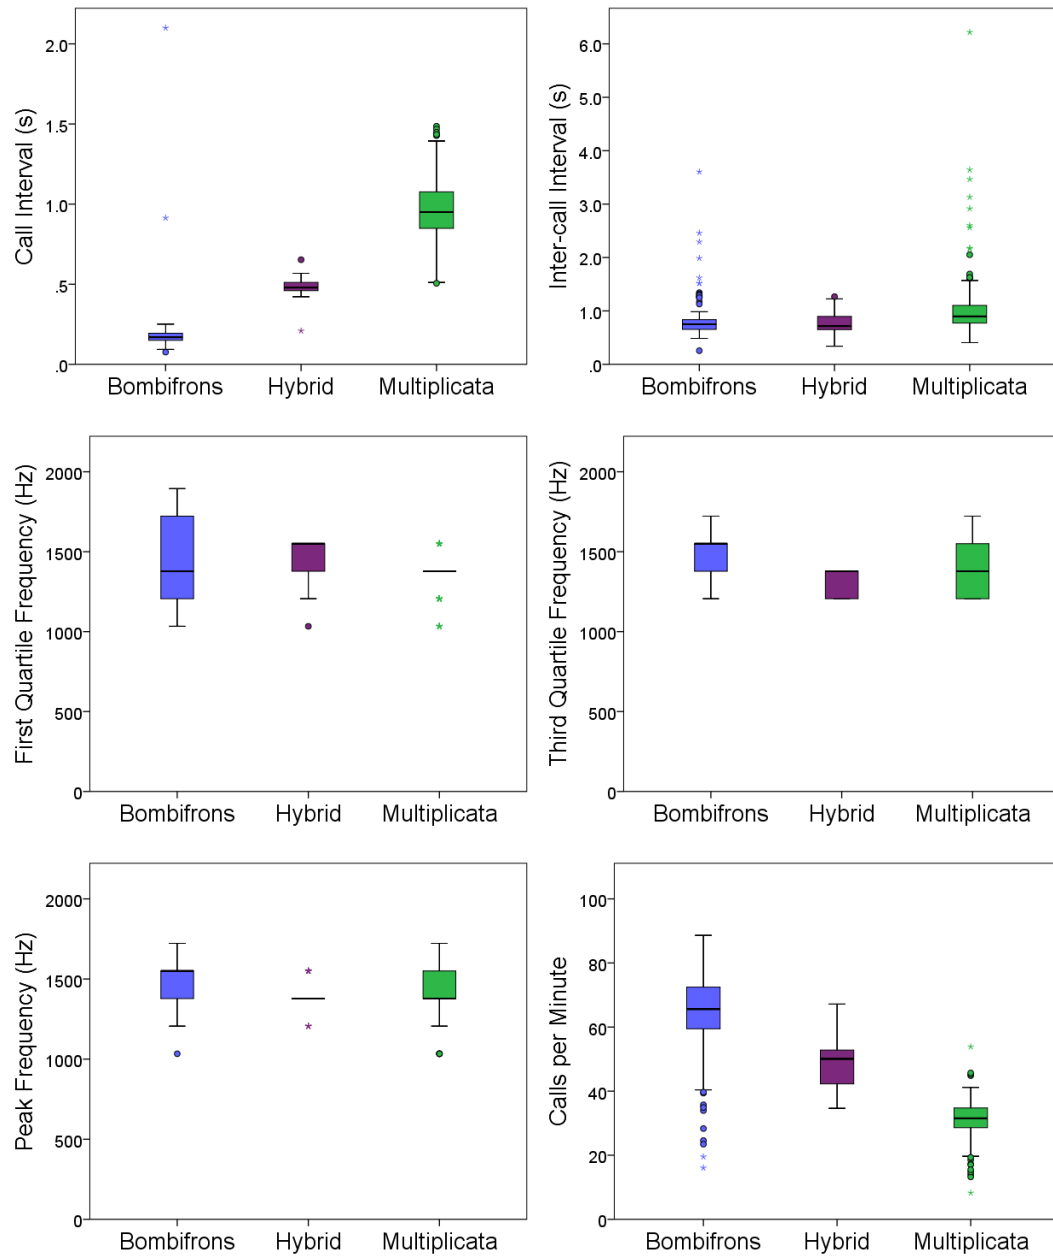 Call Interval (s)
2.0
1.5
1.0
.5
.0
Bombifrons Hybrid Multiplicata
Inter-call Interval (s)
6.0
5.0
4.0
3.0
2.0
1.0
.0
Bombifrons Hybrid Multiplicata
First Quartile Frequency (Hz)
2000
1500
1000
500
0
Bombifrons Hybrid Multiplicata
Third Quartile Frequency (Hz)
2000
1500
1000
500
0
Bombifrons Hybrid Multiplicata
Peak Frequency (Hz)
2000
1500
1000
500
0
Bombifrons Hybrid Multiplicata
Calls per Minute
100
80
60
40
20
0
Bombifrons Hybrid Multiplicata